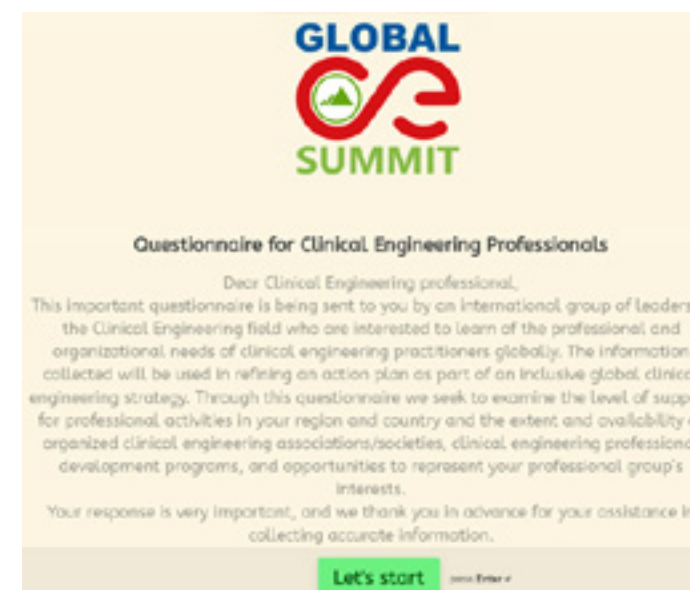 GLOBAL
CE
SUMMIT
Questionnaire for Clinical Engineering Professionals
Dear Clinical Engineering professional,
This important questionnaire is being sent to you by an international group of leaders
the Clinical Engineering field who are interested to learn of the professional and
organizational needs of clinical engineering practitioners globally. The information
collected will be used in refining an action plan as part of an inclusive global clinica
engineering strategy. Through this questionnaire we seek to examine the level of supp
for professional activities in your region and country and the extent and availability
organized clinical engineering associations/societies, clinical engineering professiona
development programs, and opportunities to represent your professional group's
interests.
Your response is very important, and we thank you in advance for your assistance in
collecting accurate information.
Let's start press Enter ↵